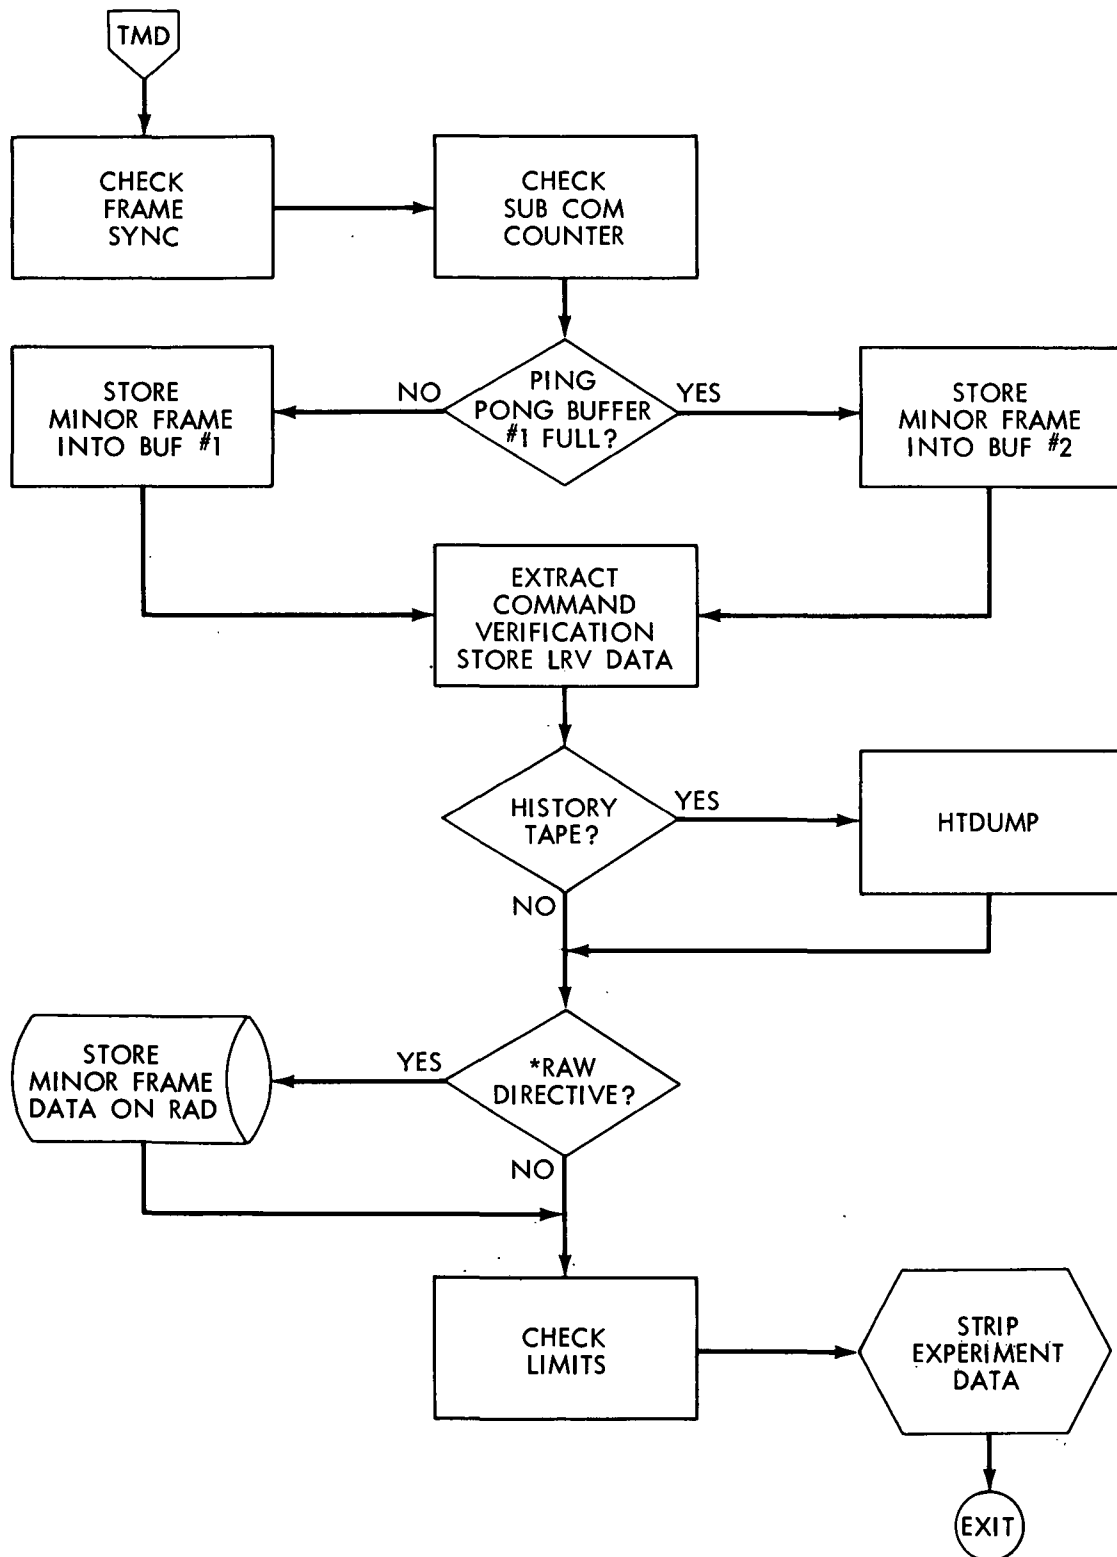 TMD
CHECK
FRAME
SYNC
CHECK
SUB COM
COUNTER
STORE
MINOR FRAME
INTO BUF #1
NO
PING
PONG BUFFER
#1 FULL?
YES
STORE
MINOR FRAME
INTO BUF #2
EXTRACT
COMMAND
VERIFICATION
STORE LRV DATA
HISTORY
TAPE?
YES
HTDUMP
NO
STORE
MINOR FRAME
DATA ON RAD
YES
*RAW
DIRECTIVE?
NO
CHECK
LIMITS
STRIP
EXPERIMENT
DATA
EXIT